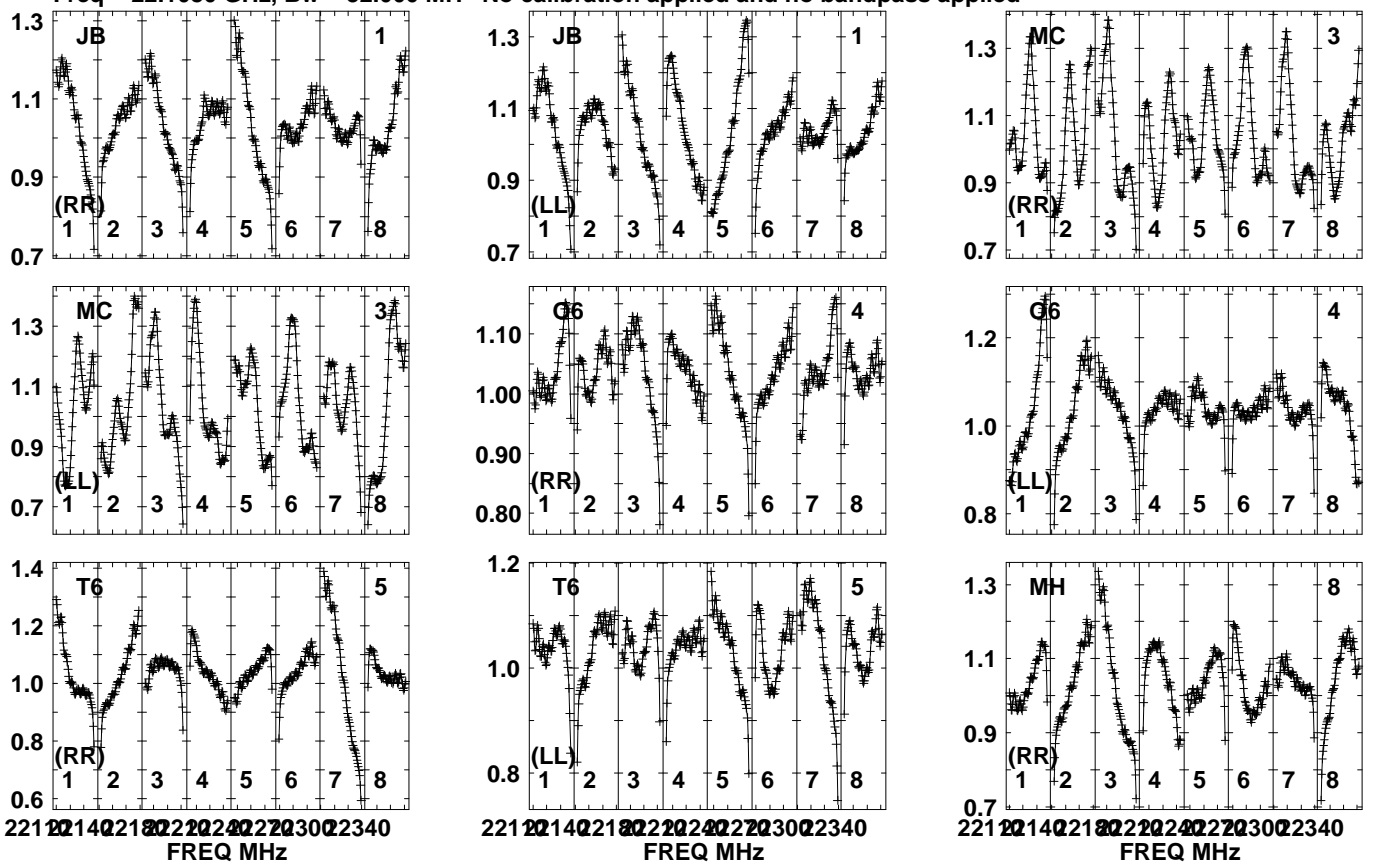 No calibration applied and no bandpass applied
JB 1
1.3
1.1
0.9
0.7
(RR)
1 2 3 4 5 6 7 8
JB 1
1.3
1.1
0.9
0.7
(LL)
1 2 3 4 5 6 7 8
MC 3
1.3
1.1
0.9
0.7
(RR)
1 2 3 4 5 6 7 8
MC 3
1.3
1.1
0.9
0.7
(LL)
1 2 3 4 5 6 7 8
O6 4
1.10
1.00
0.90
0.80
(RR)
1 2 3 4 5 6 7 8
O6 4
1.2
1.0
0.8
(LL)
1 2 3 4 5 6 7 8
T6 5
1.4
1.2
1.0
0.8
0.6
(RR)
1 2 3 4 5 6 7 8
FREQ MHz
T6 5
1.2
1.0
0.8
(LL)
1 2 3 4 5 6 7 8
FREQ MHz
MH 8
1.3
1.1
0.9
0.7
(RR)
1 2 3 4 5 6 7 8
FREQ MHz